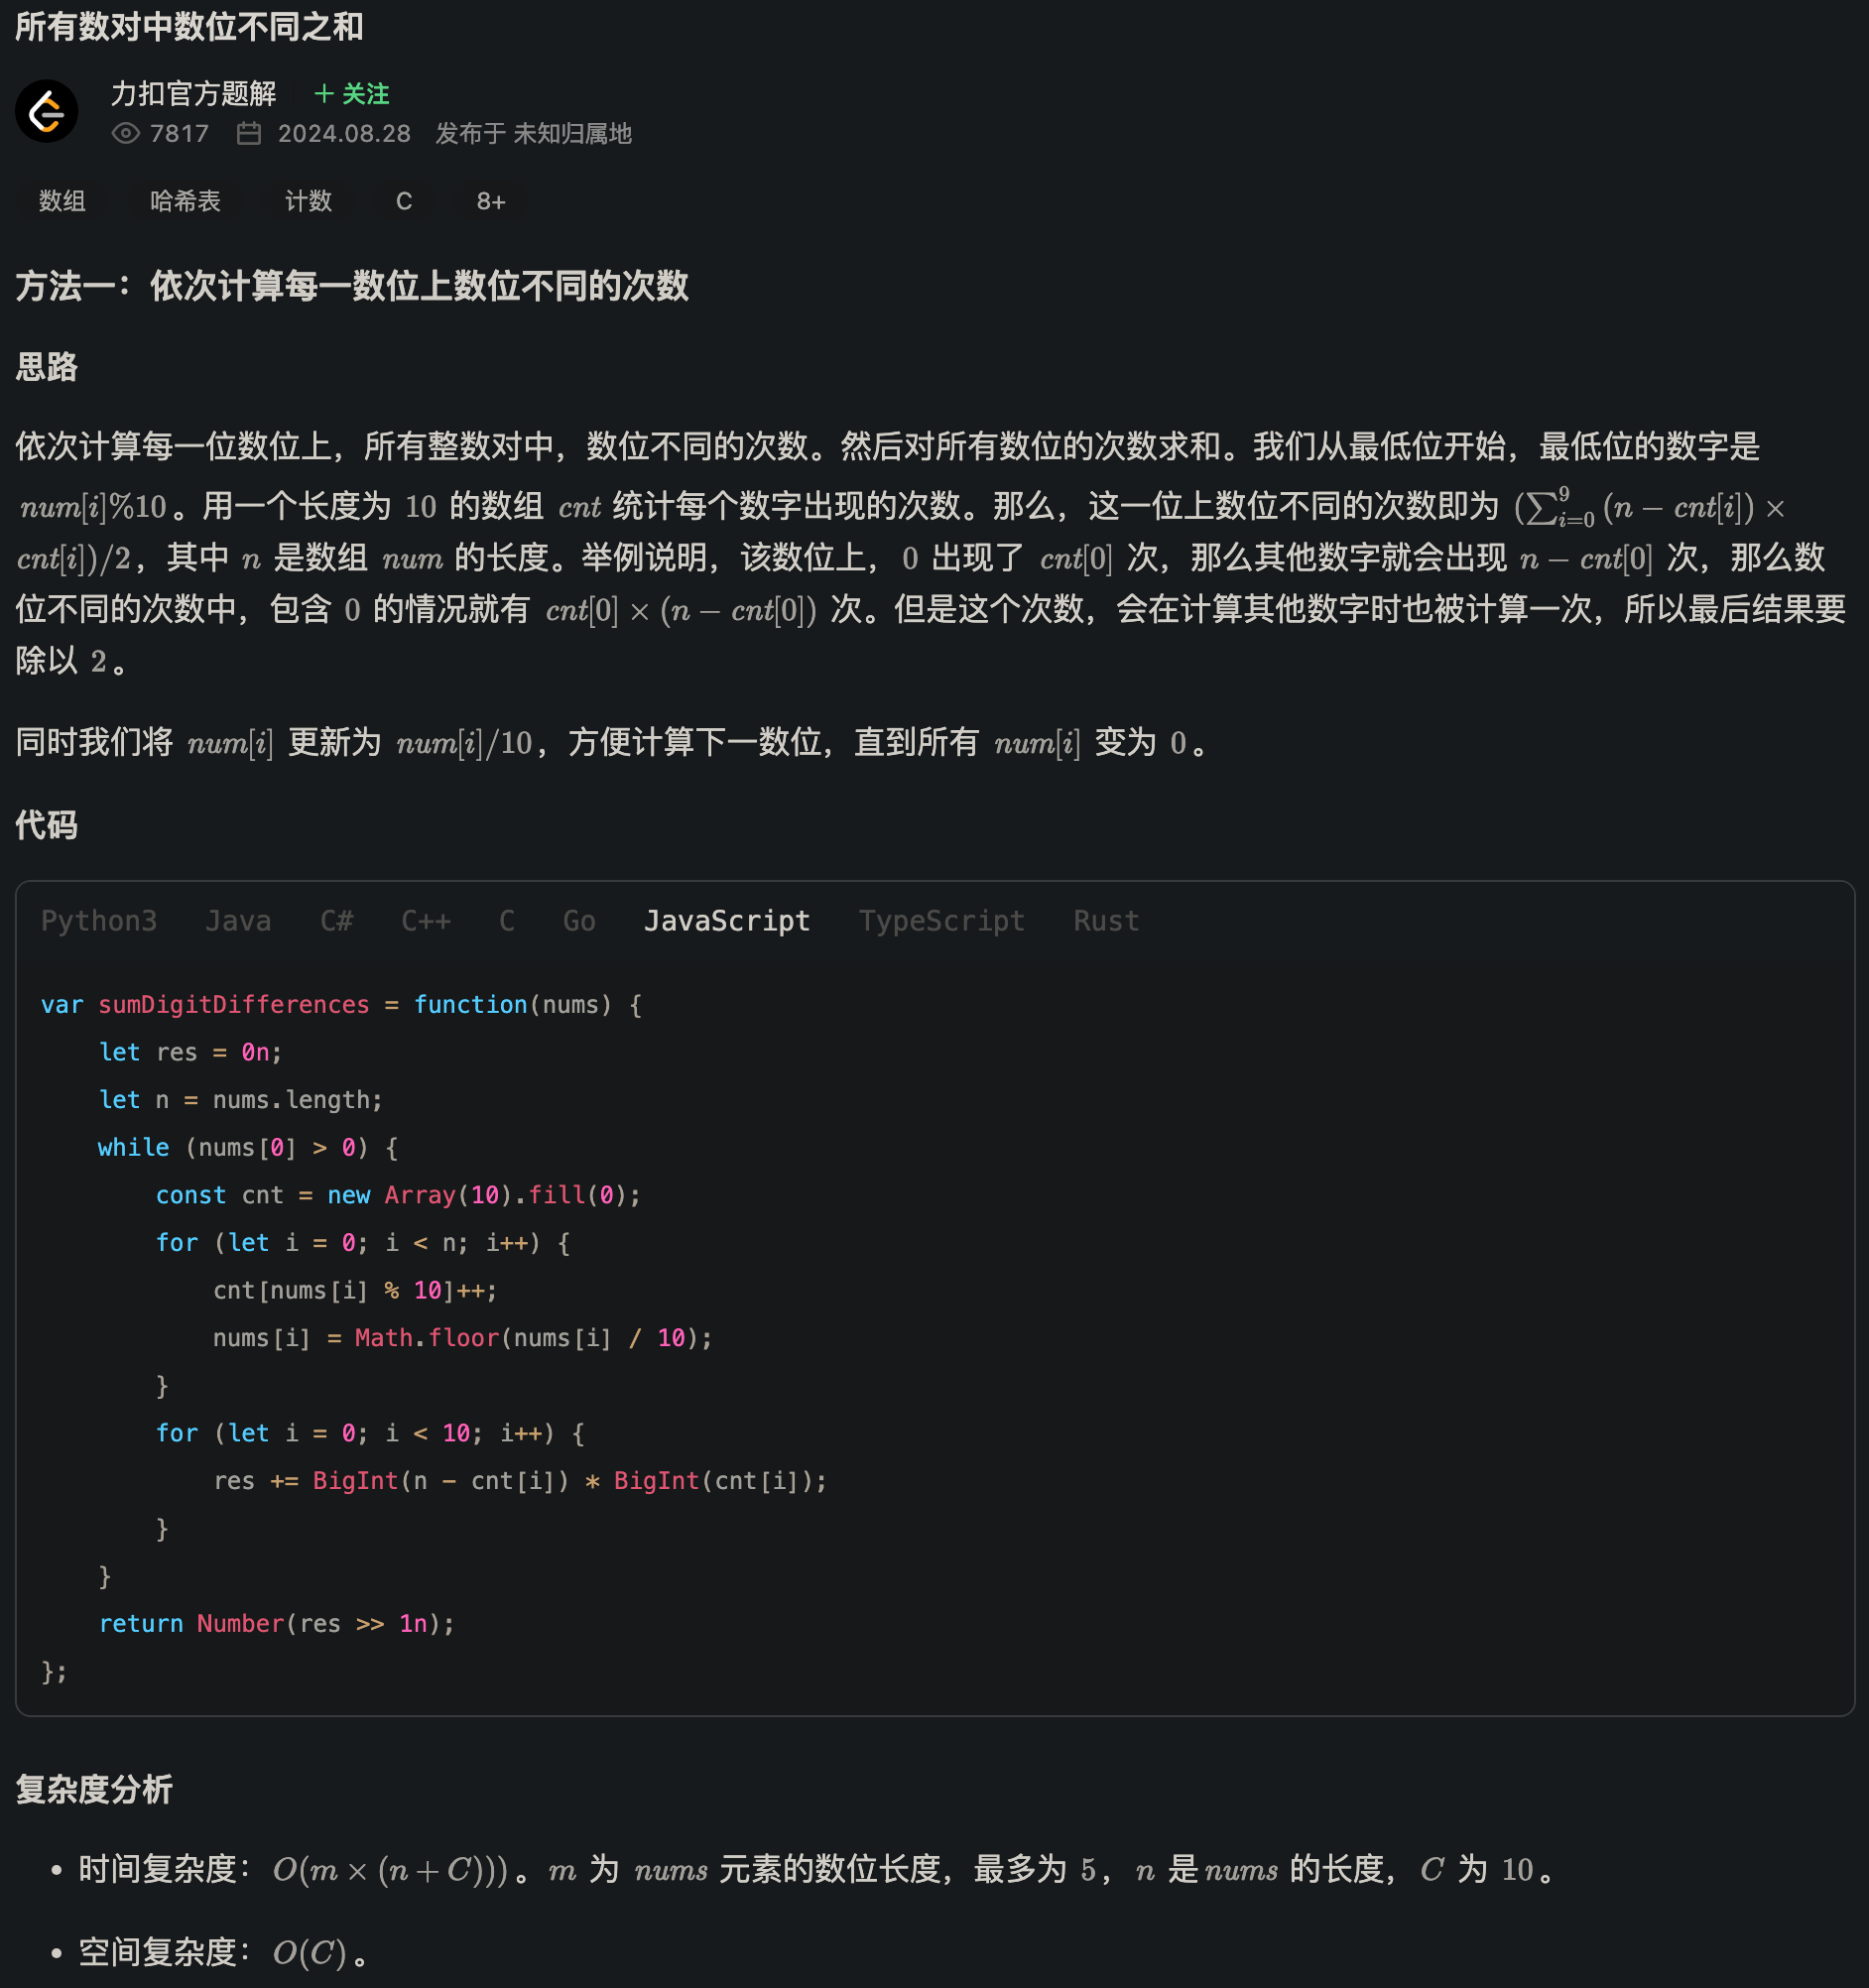 所有数对中数位不同之和
力扣官方题解 + 关注
7817 2024.08.28 发布于 未知归属地
数组 哈希表 计数 C 8+
方法一：依次计算每一数位上数位不同的次数
思路
依次计算每一位数位上，所有整数对中，数位不同的次数。然后对所有数位的次数求和。我们从最低位开始，最低位的数字是
num[i]%10。用一个长度为 10 的数组 cnt 统计每个数字出现的次数。那么，这一位上数位不同的次数即为 (∑_{i=0}^{9} (n − cnt[i]) ×
cnt[i])/2，其中 n 是数组 num 的长度。举例说明，该数位上，0 出现了 cnt[0] 次，那么其他数字就会出现 n − cnt[0] 次，那么数
位不同的次数中，包含 0 的情况就有 cnt[0] × (n − cnt[0]) 次。但是这个次数，会在计算其他数字时也被计算一次，所以最后结果要
除以 2。
同时我们将 num[i] 更新为 num[i]/10，方便计算下一数位，直到所有 num[i] 变为 0。
代码
Python3 Java C# C++ C Go JavaScript TypeScript Rust
var sumDigitDifferences = function(nums) {
    let res = 0n;
    let n = nums.length;
    while (nums[0] > 0) {
        const cnt = new Array(10).fill(0);
        for (let i = 0; i < n; i++) {
            cnt[nums[i] % 10]++;
            nums[i] = Math.floor(nums[i] / 10);
        }
        for (let i = 0; i < 10; i++) {
            res += BigInt(n - cnt[i]) * BigInt(cnt[i]);
        }
    }
    return Number(res >> 1n);
};
复杂度分析
• 时间复杂度：O(m × (n + C)))。m 为 nums 元素的数位长度，最多为 5，n 是nums 的长度，C 为 10。
• 空间复杂度：O(C)。